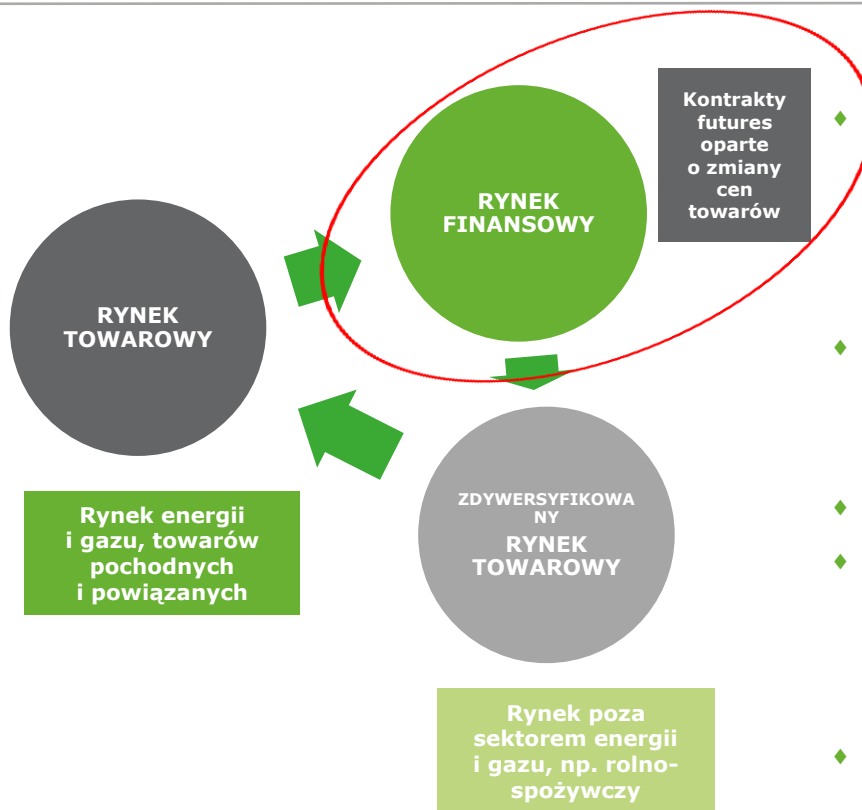 Kontrakty
futures
oparte
o zmiany
cen
towarów
RYNEK
FINANSOWY
RYNEK
TOWAROWY
ZDYWERSYFIKOWA
NY
RYNEK
TOWAROWY
Rynek energii
i gazu, towarów
pochodnych
i powiązanych
Rynek poza
sektorem energii
i gazu, np. rolno-
spożywczy